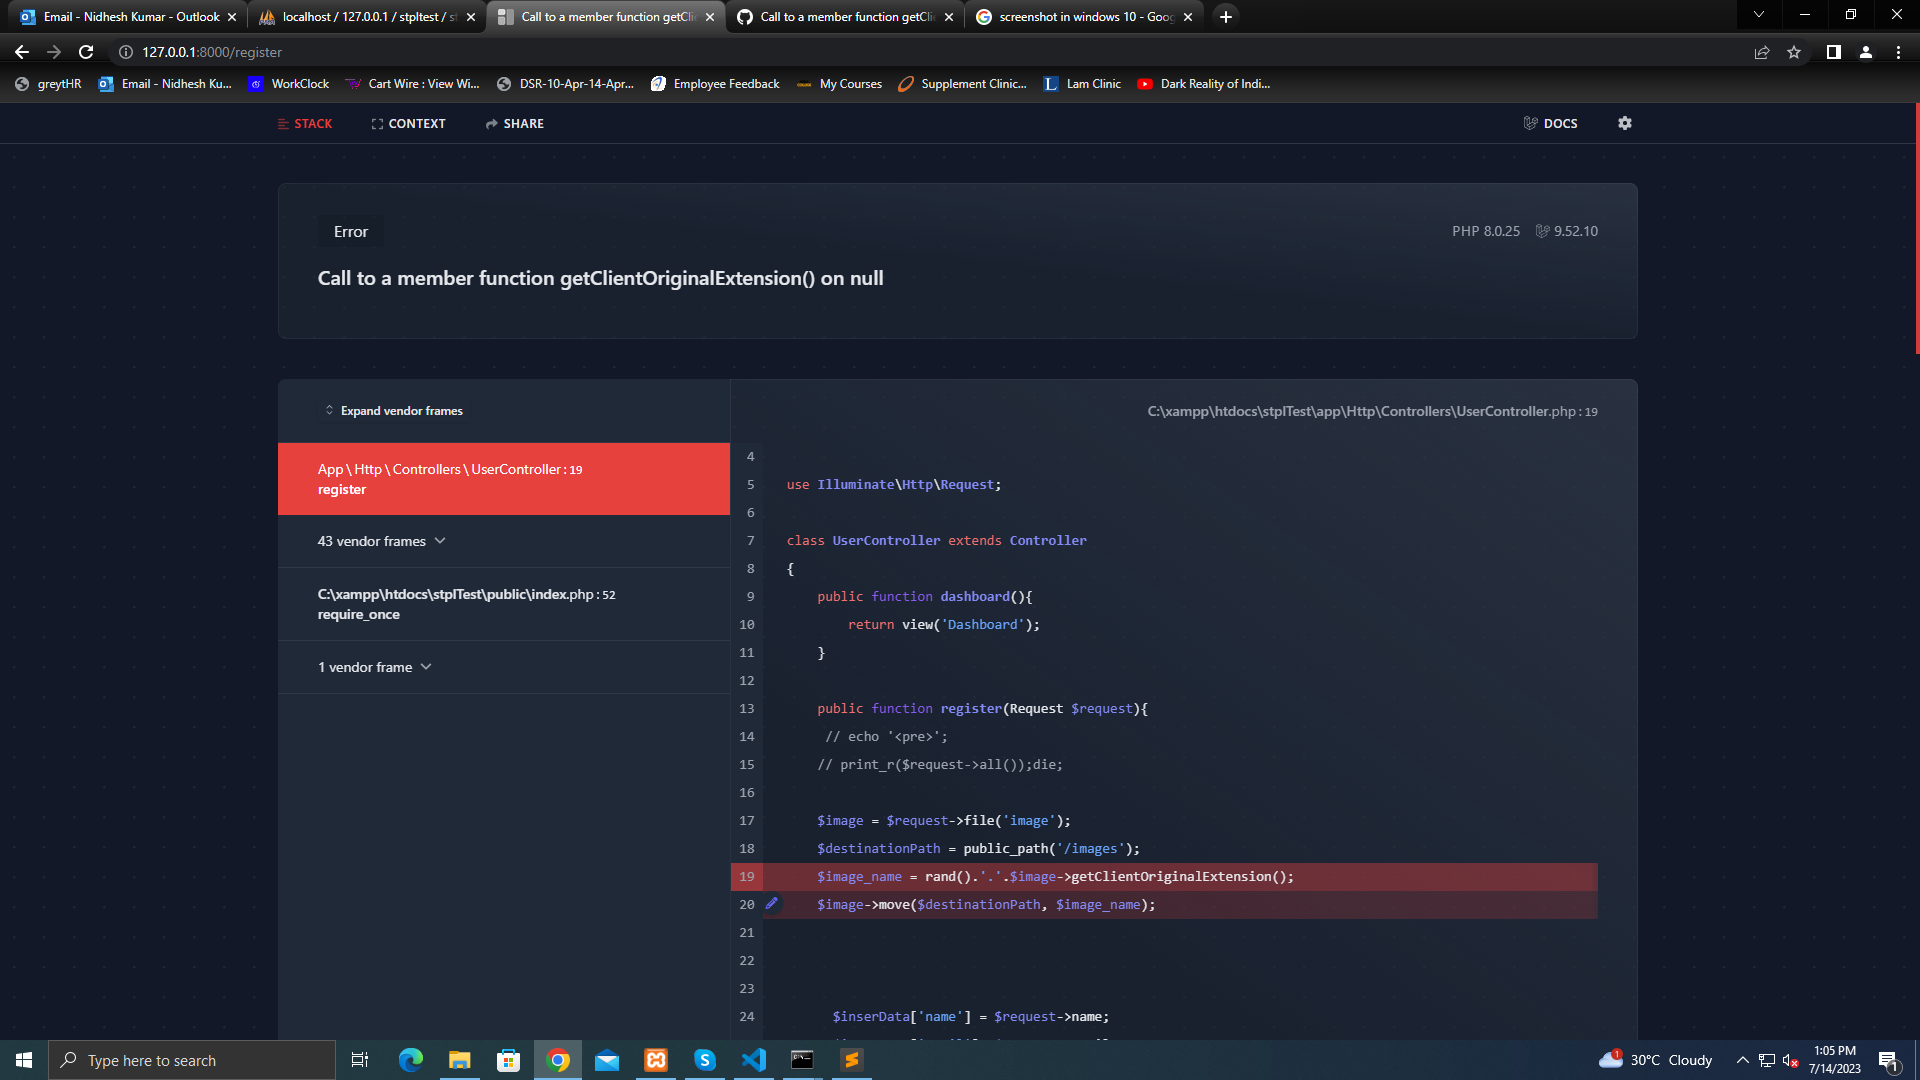 Email - Nidhesh Kumar - Outlook
localhost / 127.0.0.1 / stpltest / st
Call to a member function getClie
Call to a member function getClie
screenshot in windows 10 - Goog
127.0.0.1:8000/register
greytHR
Email - Nidhesh Ku...
WorkClock
Cart Wire : View Wi...
DSR-10-Apr-14-Apr...
Employee Feedback
My Courses
Supplement Clinic...
Lam Clinic
Dark Reality of Indi...
STACK
CONTEXT
SHARE
DOCS
Error
PHP 8.0.25
9.52.10
Call to a member function getClientOriginalExtension() on null
Expand vendor frames
C:\xampp\htdocs\stplTest\app\Http\Controllers\UserController.php : 19
App \ Http \ Controllers \ UserController : 19
register
43 vendor frames
C:\xampp\htdocs\stplTest\public\index.php : 52
require_once
1 vendor frame
4
5 use Illuminate\Http\Request;
6
7 class UserController extends Controller
8 {
9 public function dashboard(){
10 return view('Dashboard');
11 }
12
13 public function register(Request $request){
14 // echo '<pre>';
15 // print_r($request->all());die;
16
17 $image = $request->file('image');
18 $destinationPath = public_path('/images');
19 $image_name = rand().'.'.$image->getClientOriginalExtension();
20 $image->move($destinationPath, $image_name);
21
22
23
24 $inserData['name'] = $request->name;
Type here to search
1
30°C Cloudy
1:05 PM
7/14/2023
1